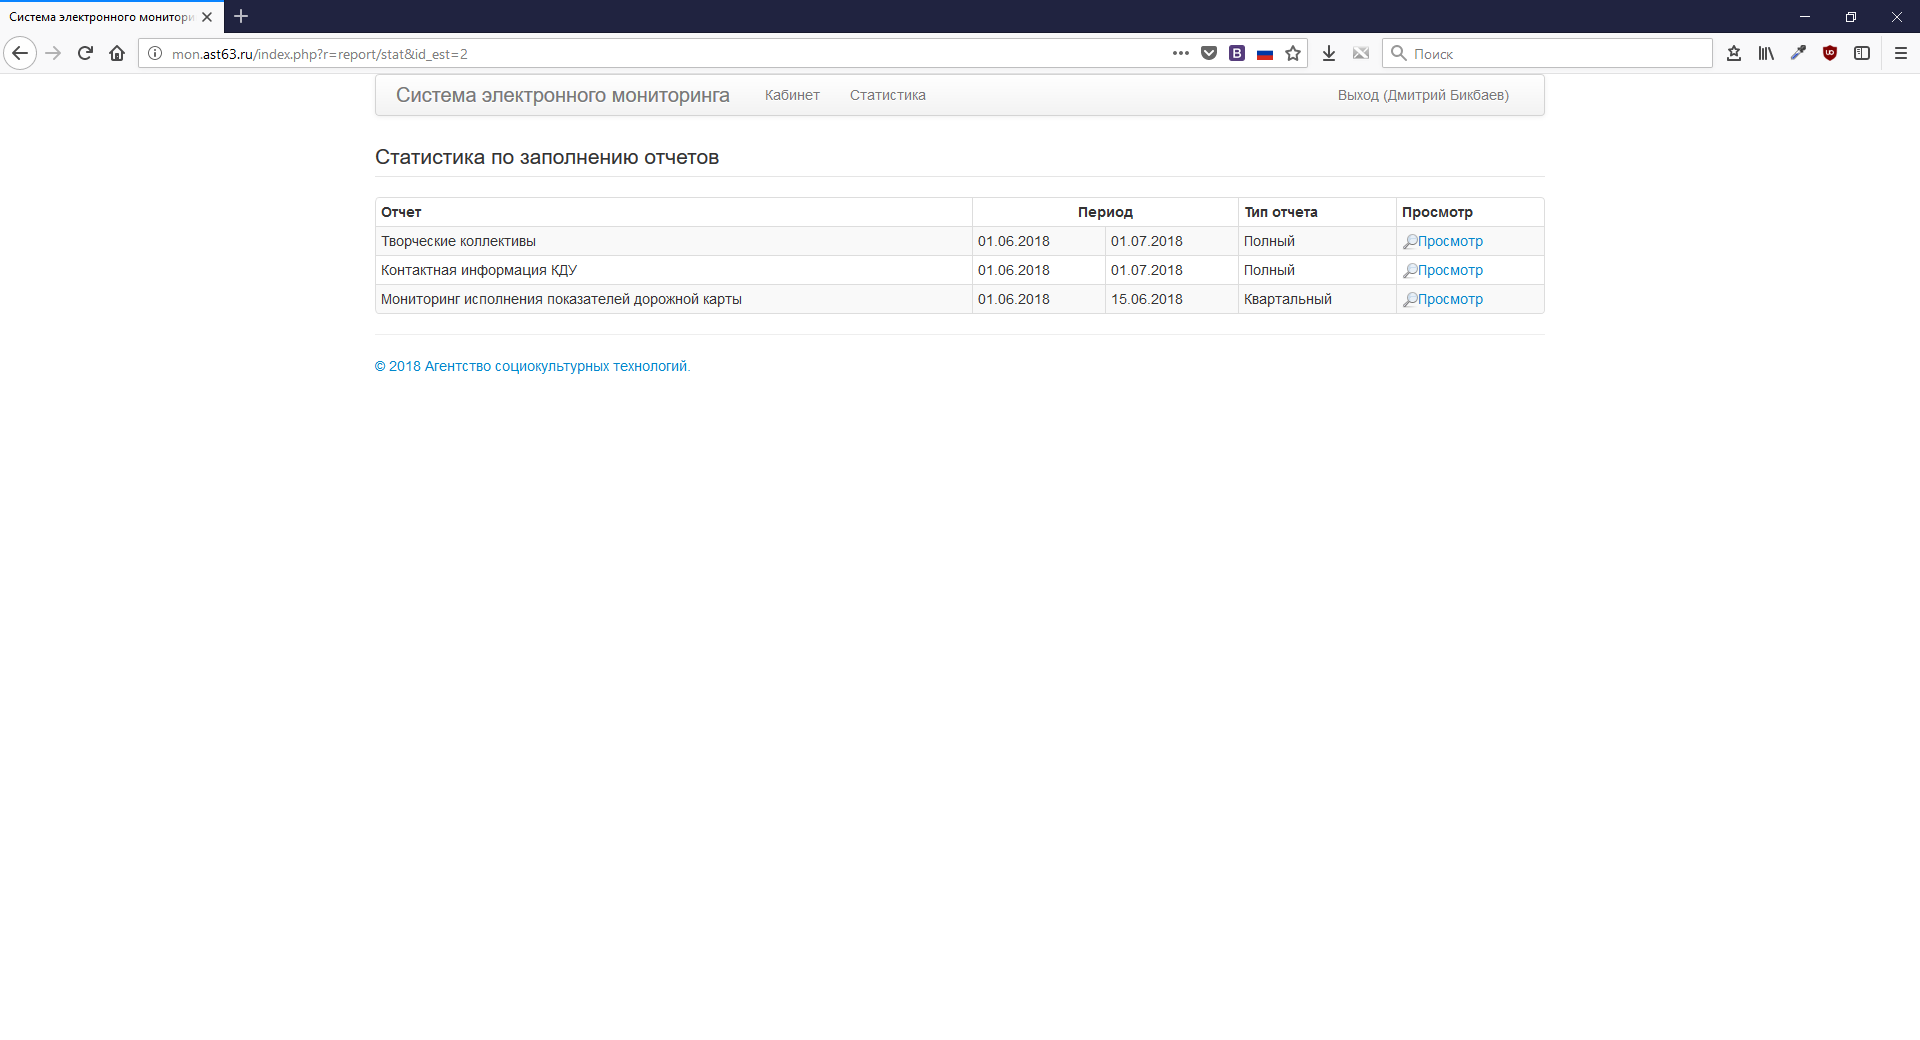 Система электронного монитори
mon.ast63.ru/index.php?r=report/stat&id_est=2
Поиск
Система электронного мониторинга Кабинет Статистика Выход (Дмитрий Бикбаев)
Статистика по заполнению отчетов
Отчет Период Тип отчета Просмотр
Творческие коллективы 01.06.2018 01.07.2018 Полный Просмотр
Контактная информация КДУ 01.06.2018 01.07.2018 Полный Просмотр
Мониторинг исполнения показателей дорожной карты 01.06.2018 15.06.2018 Квартальный Просмотр
© 2018 Агентство социокультурных технологий.